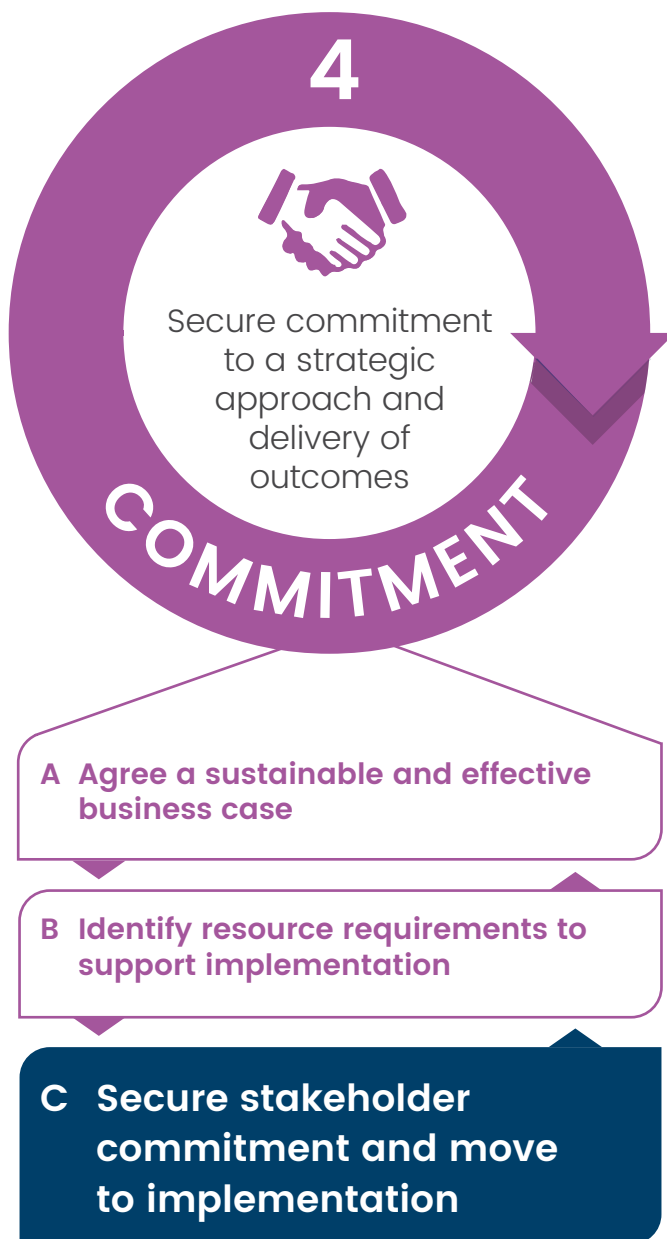 4
Secure commitment
to a strategic
approach and
delivery of
outcomes
COMMITMENT
A Agree a sustainable and effective
business case
B Identify resource requirements to
support implementation
C Secure stakeholder
commitment and move
to implementation